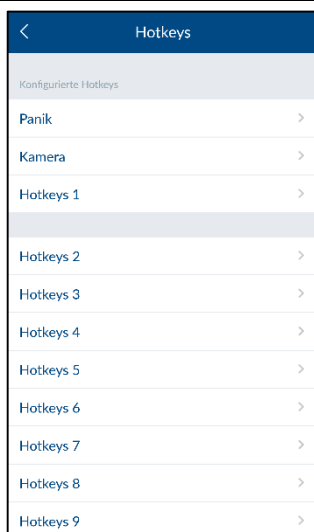 Hotkeys
Konfigurierte Hotkeys
Panik
Kamera
Hotkeys 1
Hotkeys 2
Hotkeys 3
Hotkeys 4
Hotkeys 5
Hotkeys 6
Hotkeys 7
Hotkeys 8
Hotkeys 9